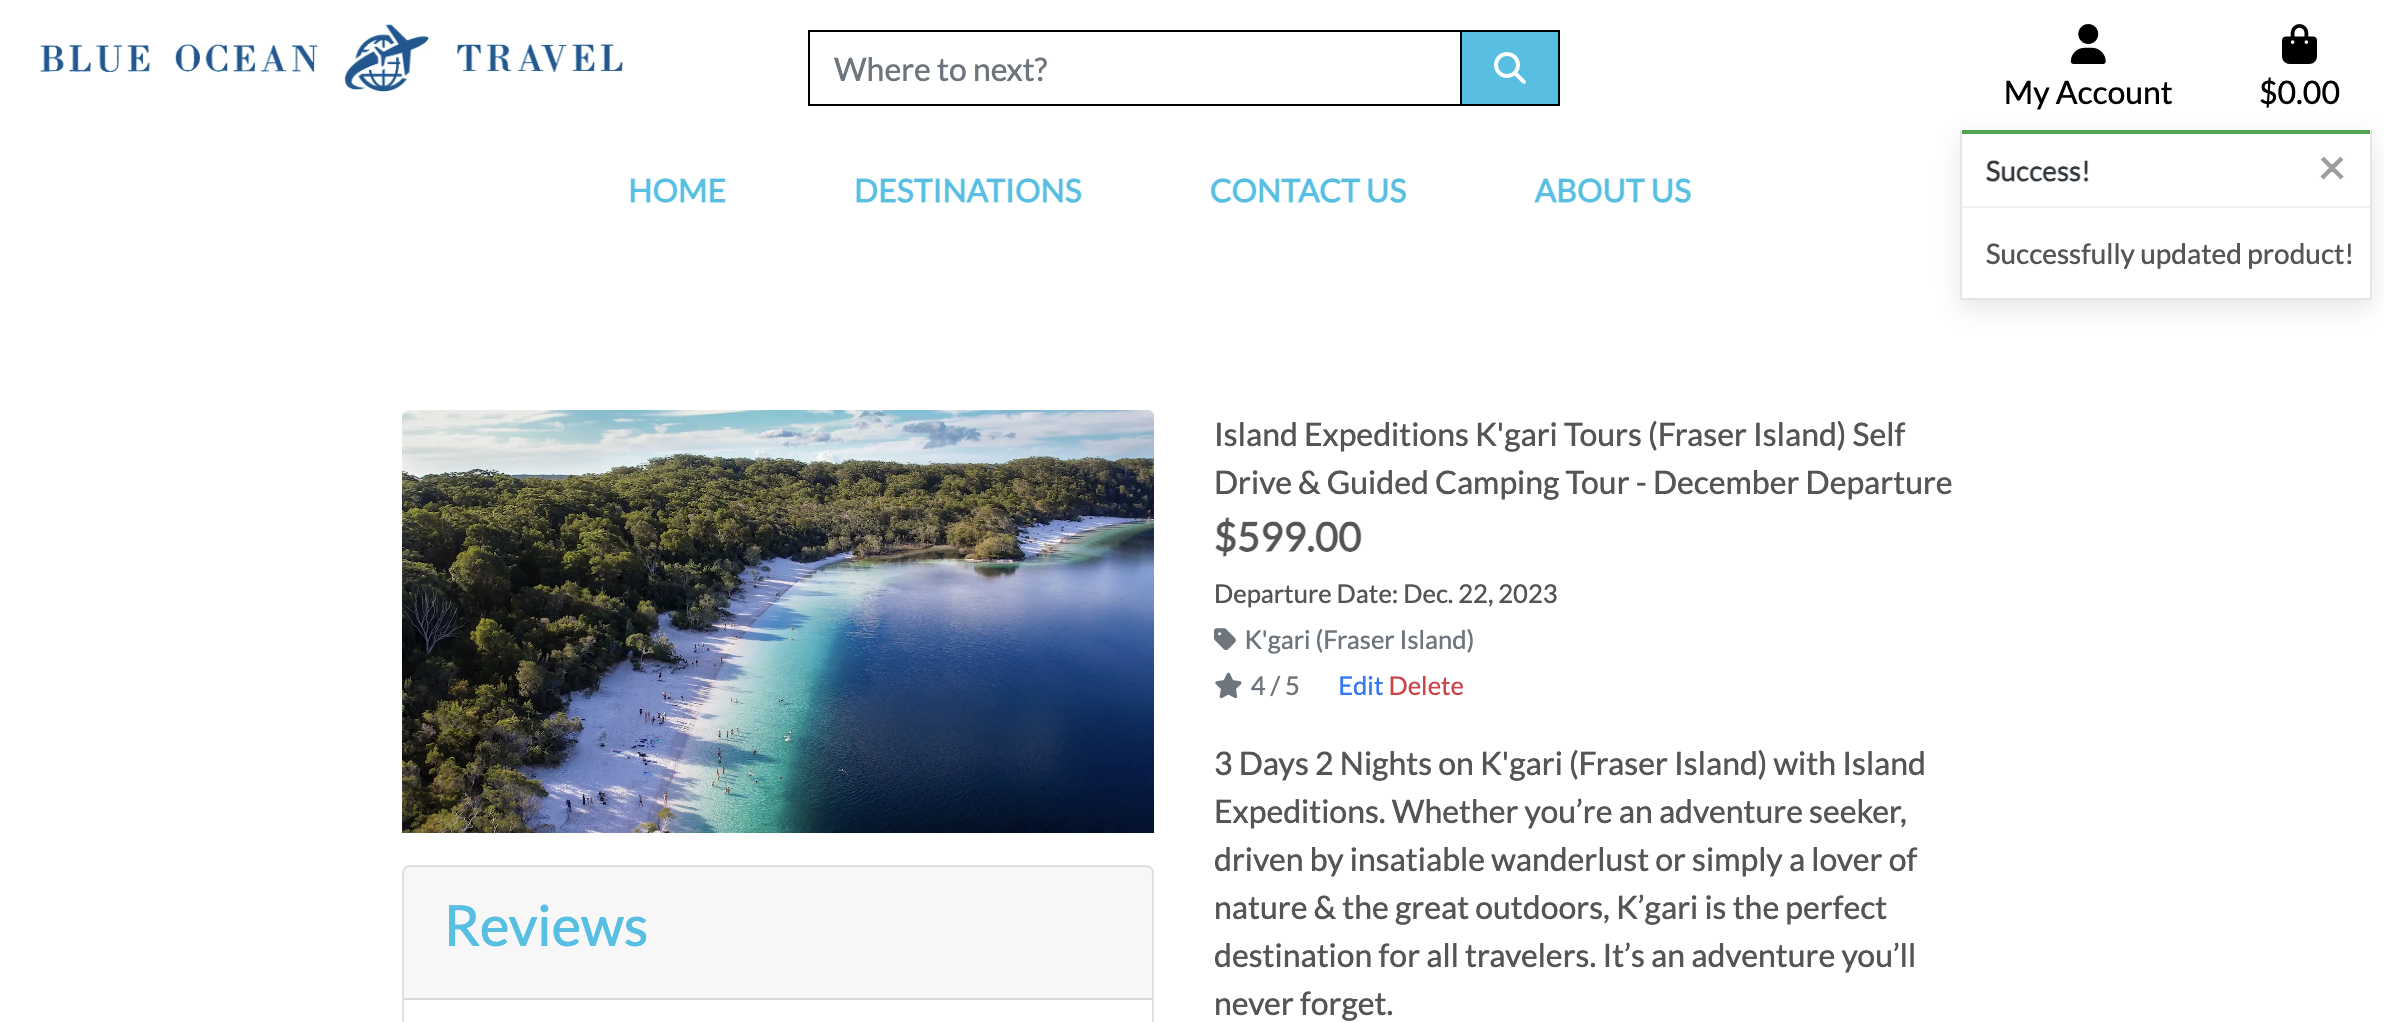 BLUE OCEAN TRAVEL
Where to next?
My Account
$0.00
HOME
DESTINATIONS
CONTACT US
ABOUT US
Success!
Successfully updated product!
Island Expeditions K'gari Tours (Fraser Island) Self
Drive & Guided Camping Tour - December Departure
$599.00
Departure Date: Dec. 22, 2023
K'gari (Fraser Island)
4 / 5
Edit Delete
3 Days 2 Nights on K'gari (Fraser Island) with Island
Expeditions. Whether you’re an adventure seeker,
driven by insatiable wanderlust or simply a lover of
nature & the great outdoors, K’gari is the perfect
destination for all travelers. It’s an adventure you’ll
never forget.
Reviews